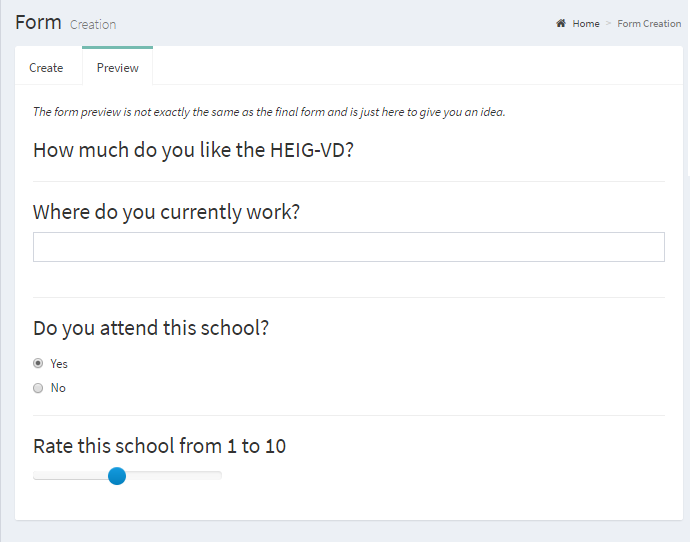 Form Creation
Home > Form Creation
Create Preview
The form preview is not exactly the same as the final form and is just here to give you an idea.
How much do you like the HEIG-VD?
Where do you currently work?
Do you attend this school?
Yes
No
Rate this school from 1 to 10